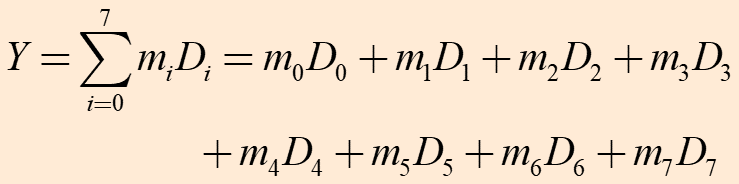 $Y = \sum_{i=0}^{7} m_i D_i = m_0 D_0 + m_1 D_1 + m_2 D_2 + m_3 D_3$
$+ m_4 D_4 + m_5 D_5 + m_6 D_6 + m_7 D_7$